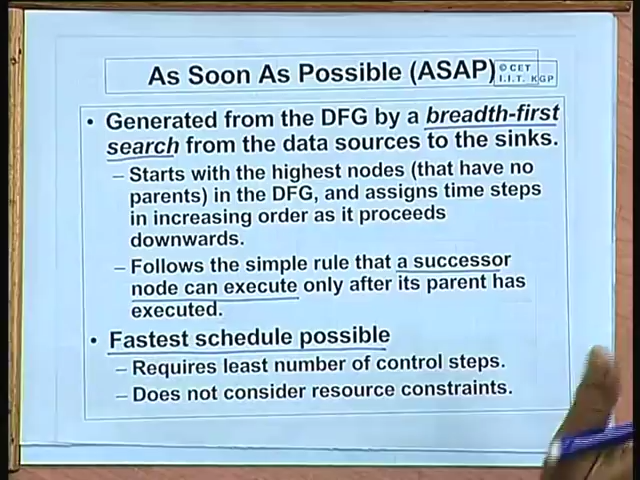 As Soon As Possible (ASAP)
© CET
I.I.T. KGP
• Generated from the DFG by a breadth-first
search from the data sources to the sinks.
– Starts with the highest nodes (that have no
parents) in the DFG, and assigns time steps
in increasing order as it proceeds
downwards.
– Follows the simple rule that a successor
node can execute only after its parent has
executed.
• Fastest schedule possible
– Requires least number of control steps.
– Does not consider resource constraints.